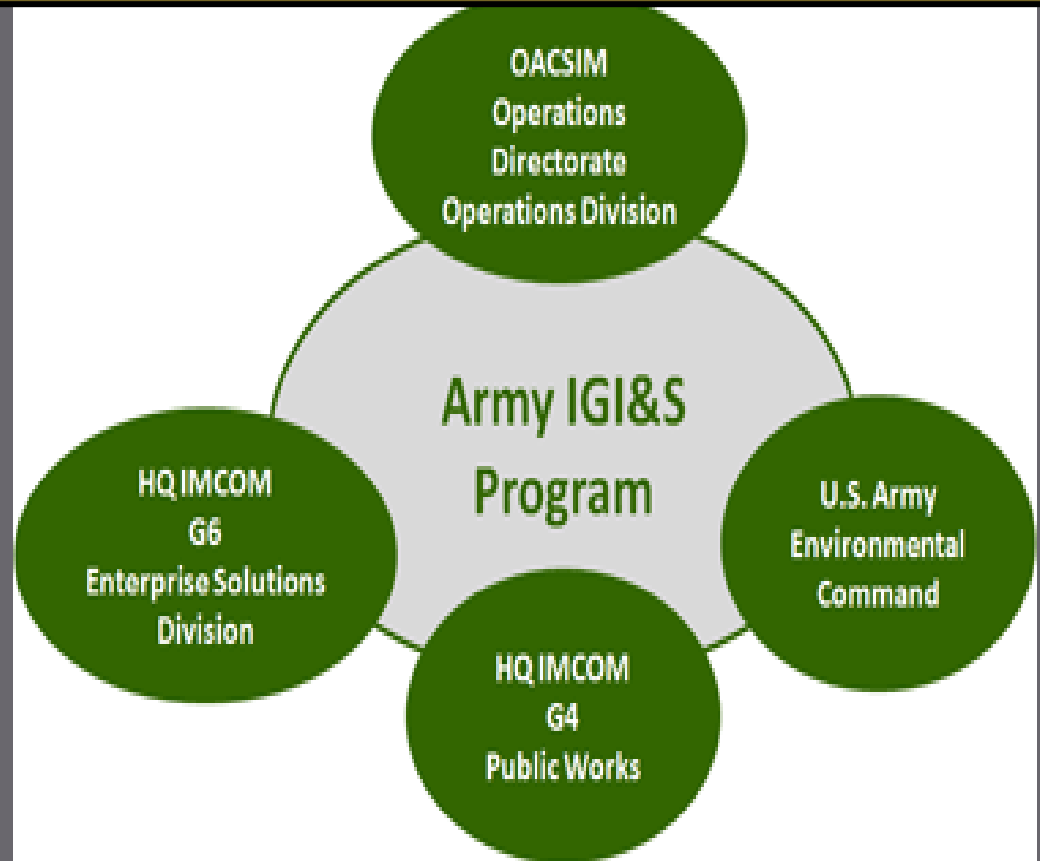 OACSIM
Operations
Directorate
Operations Division
Army IGI&S
Program
HQ IMCOM
G6
Enterprise Solutions
Division
U.S. Army
Environmental
Command
HQ IMCOM
G4
Public Works